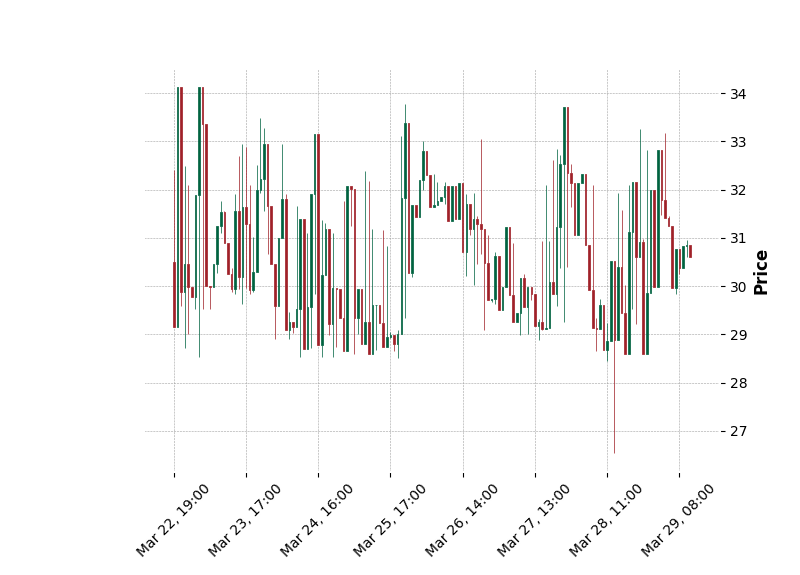 34
33
32
31
30
29
28
27
Price
Mar 22, 19:00
Mar 23, 17:00
Mar 24, 16:00
Mar 25, 17:00
Mar 26, 14:00
Mar 27, 13:00
Mar 28, 11:00
Mar 29, 08:00